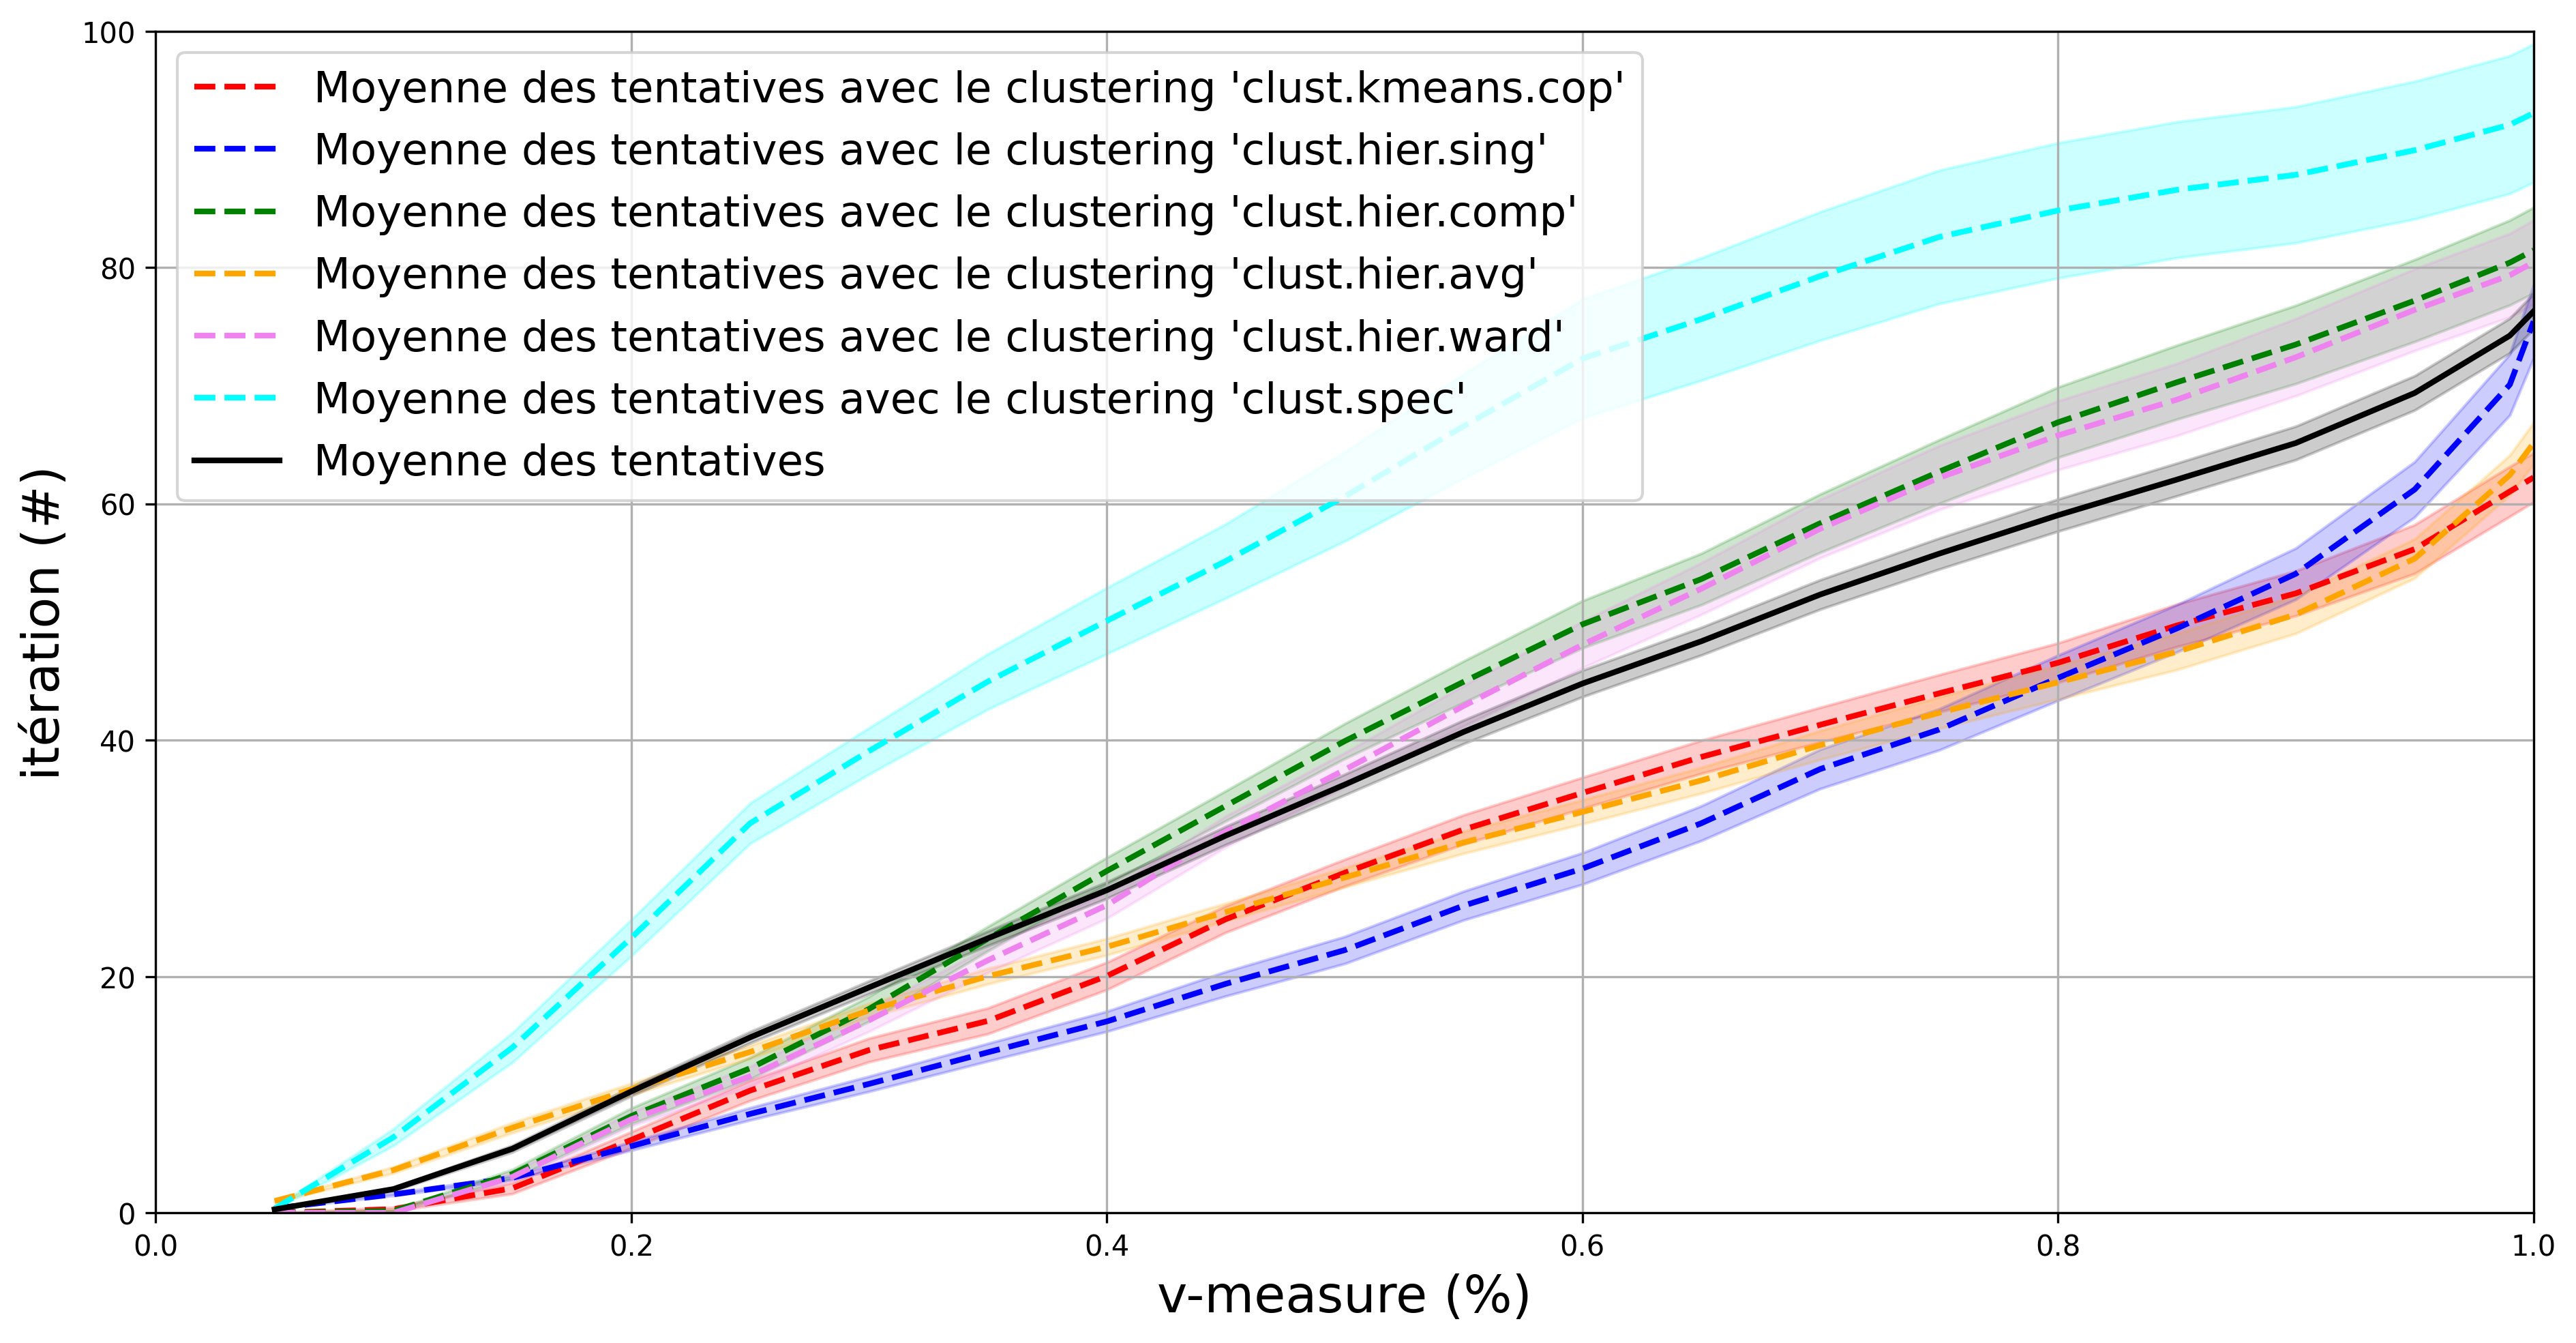 100
80
60
40
20
0
itération (#)
Moyenne des tentatives avec le clustering 'clust.kmeans.cop'
Moyenne des tentatives avec le clustering 'clust.hier.sing'
Moyenne des tentatives avec le clustering 'clust.hier.comp'
Moyenne des tentatives avec le clustering 'clust.hier.avg'
Moyenne des tentatives avec le clustering 'clust.hier.ward'
Moyenne des tentatives avec le clustering 'clust.spec'
Moyenne des tentatives
0.0 0.2 0.4 0.6 0.8 1.0
v-measure (%)